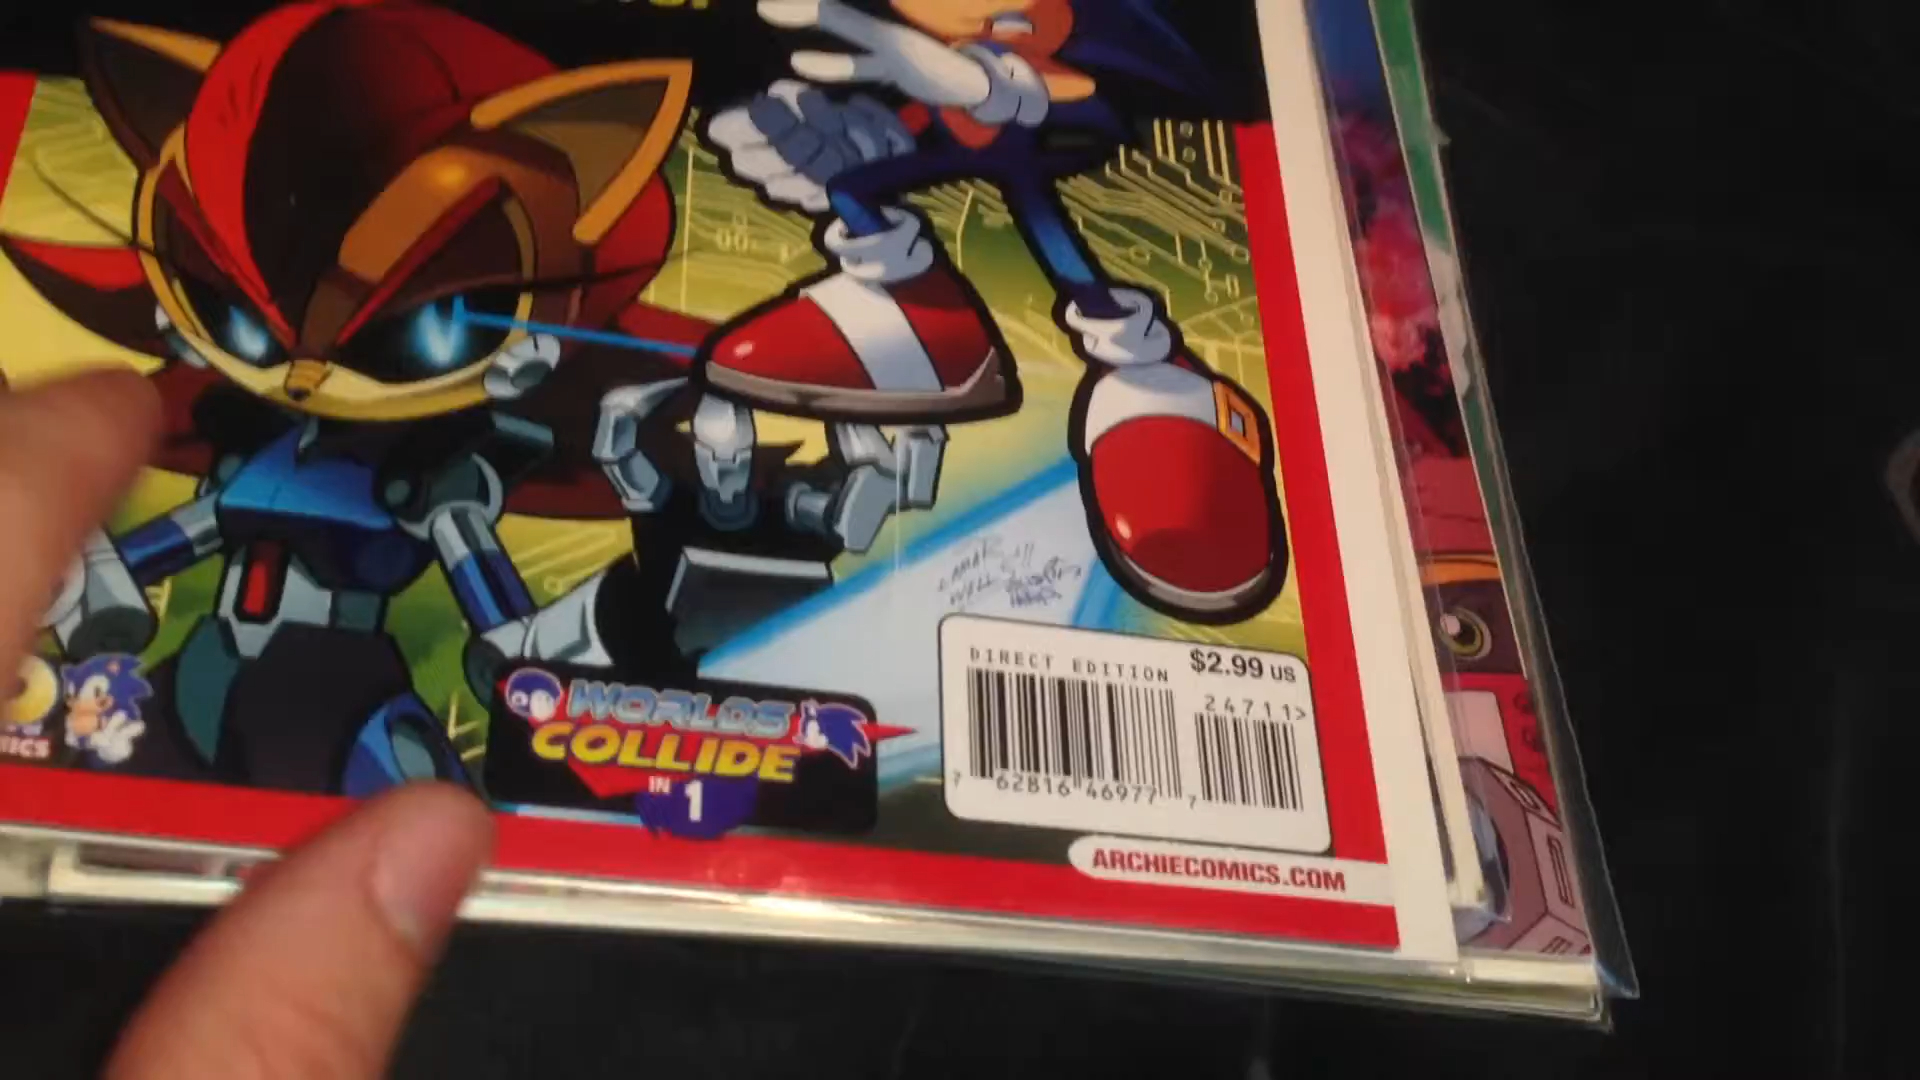 DIRECT EDITION $2.99 US
24711>
7 62816 46977 7
WORLDS
COLLIDE
IN 1
ARCHIECOMICS.COM